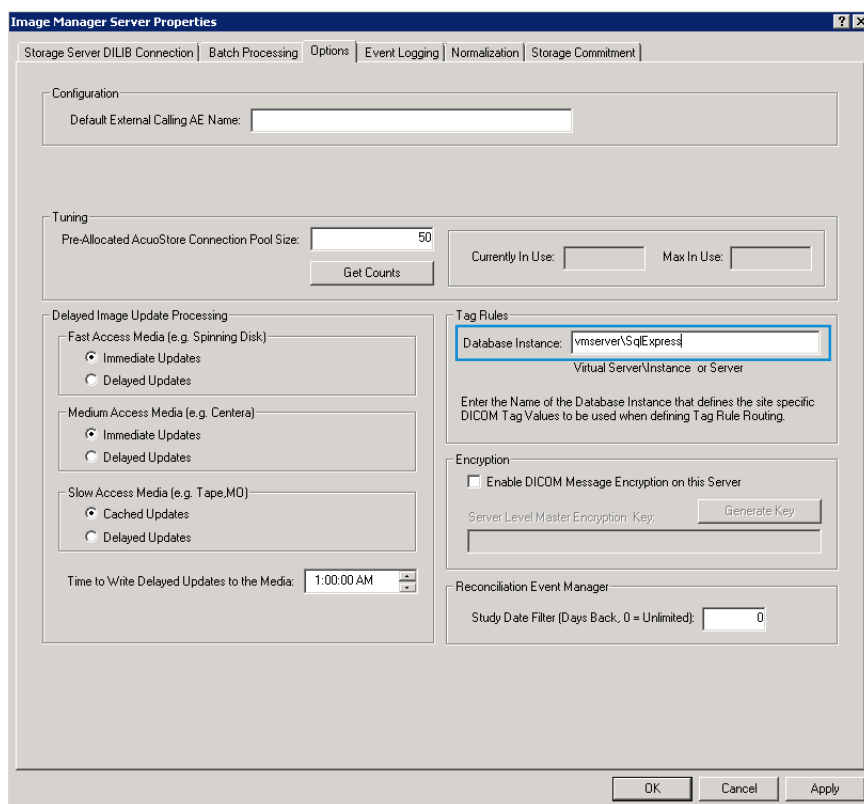 Image Manager Server Properties
Storage Server DILIB Connection Batch Processing Options Event Logging Normalization Storage Commitment
Configuration
Default External Calling AE Name:
Tuning
Pre-Allocated AcuoStore Connection Pool Size: 50
Get Counts
Currently In Use: Max In Use:
Delayed Image Update Processing
Fast Access Media (e.g. Spinning Disk)
Immediate Updates
Delayed Updates
Medium Access Media (e.g. Centera)
Immediate Updates
Delayed Updates
Slow Access Media (e.g. Tape,MO)
Cached Updates
Delayed Updates
Time to Write Delayed Updates to the Media: 1:00:00 AM
Tag Rules
Database Instance: vmserver\SqlExpress
Virtual Server\Instance or Server
Enter the Name of the Database Instance that defines the site specific
DICOM Tag Values to be used when defining Tag Rule Routing.
Encryption
Enable DICOM Message Encryption on this Server
Server Level Master Encryption Key: Generate Key
Reconciliation Event Manager
Study Date Filter (Days Back, 0 = Unlimited): 0
OK Cancel Apply